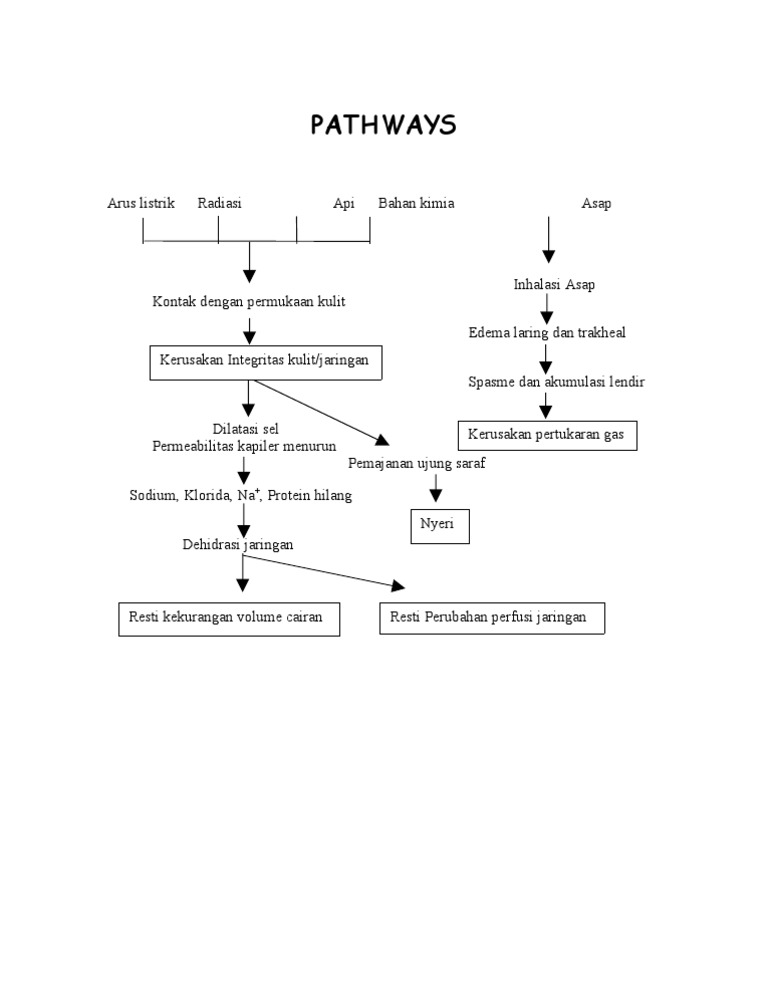 PATHWAYS
Arus listrik Radiasi Api Bahan kimia Asap
Inhalasi Asap
Kontak dengan permukaan kulit
Edema laring dan trakheal
Kerusakan Integritas kulit/jaringan
Spasme dan akumulasi lendir
Dilatasi sel
Kerusakan pertukaran gas
Permeabilitas kapiler menurun
Pemajanan ujung saraf
Sodium, Klorida, Na⁺, Protein hilang
Nyeri
Dehidrasi jaringan
Resti kekurangan volume cairan Resti Perubahan perfusi jaringan